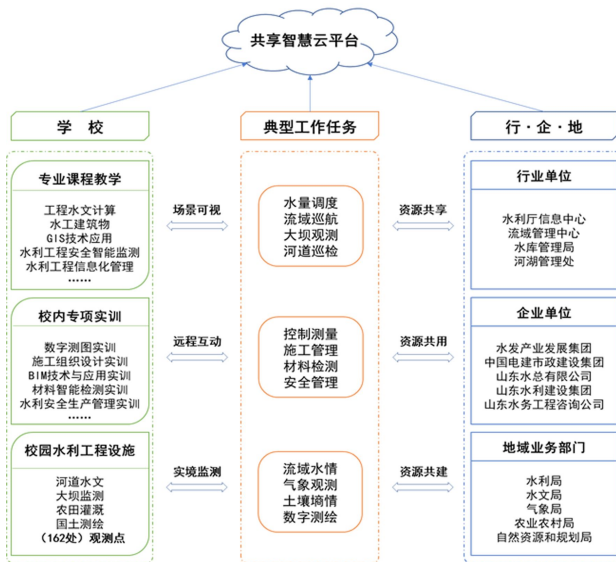 共享智慧云平台
学 校
典型工作任务
行·企·地
专业课程教学
工程水文计算
水工建筑物
GIS技术应用
水利工程安全智能监测
水利工程信息化管理
……
场景可视
水量调度
流域巡航
大坝观测
河道巡检
资源共享
行业单位
水利厅信息中心
流域管理中心
水库管理局
河湖管理处
校内专项实训
数字测图实训
施工组织设计实训
BIM技术与应用实训
材料智能检测实训
水利安全生产管理实训
……
远程互动
控制测量
施工管理
材料检测
安全管理
资源共用
企业单位
水发产业发展集团
中国电建市政建设集团
山东水总有限公司
山东水利建设集团
山东水务工程咨询公司
校园水利工程设施
河道水文
大坝监测
农田灌溉
国土测绘
（162处）观测点
实境监测
流域水情
气象观测
土壤墒情
数字测绘
资源共建
地域业务部门
水利局
水文局
气象局
农业农村局
自然资源和规划局